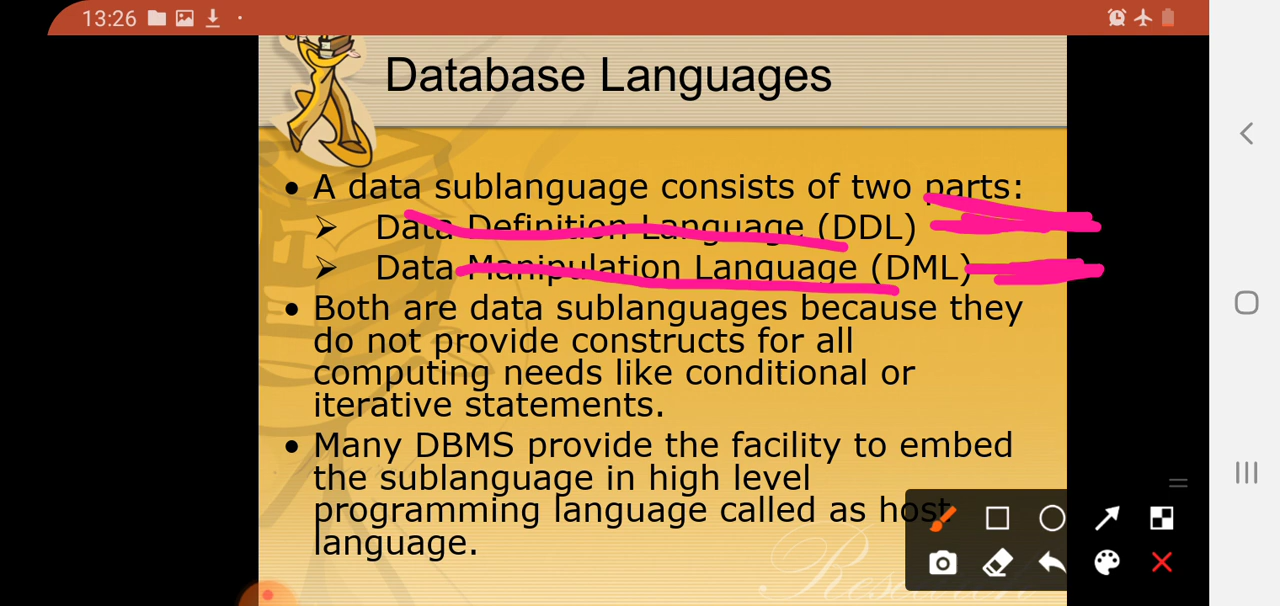 13:26
Database Languages
• A data sublanguage consists of two parts:
➢ Data Definition Language (DDL)
➢ Data Manipulation Language (DML)
• Both are data sublanguages because they
do not provide constructs for all
computing needs like conditional or
iterative statements.
• Many DBMS provide the facility to embed
the sublanguage in high level
programming language called as host
language.